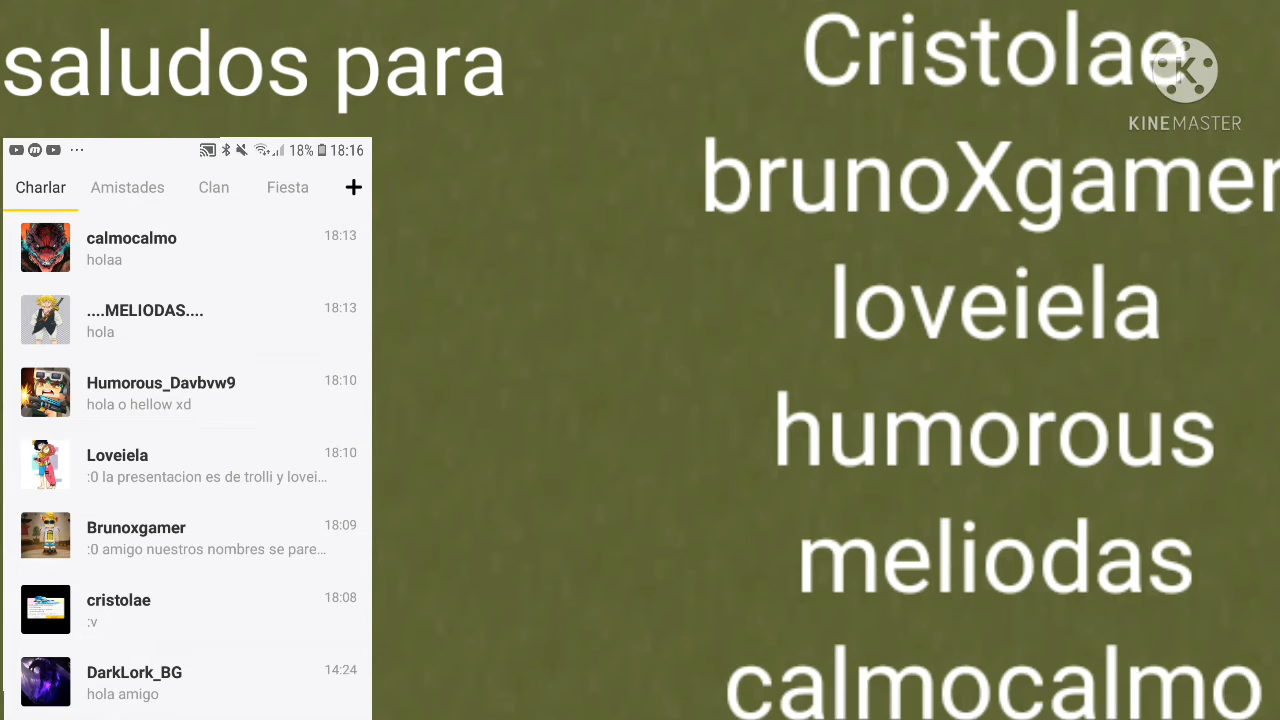 saludos para
Cristolae
brunoXgamer
loveiela
humorous
meliodas
calmocalmo
KINEMASTER
18% 18:16
Charlar Amistades Clan Fiesta +
calmocalmo 18:13
holaa
....MELIODAS.... 18:13
hola
Humorous_Davbvw9 18:10
hola o hellow xd
Loveiela 18:10
:0 la presentacion es de trolli y lovei...
Brunoxgamer 18:09
:0 amigo nuestros nombres se pare...
cristolae 18:08
:v
DarkLork_BG 14:24
hola amigo